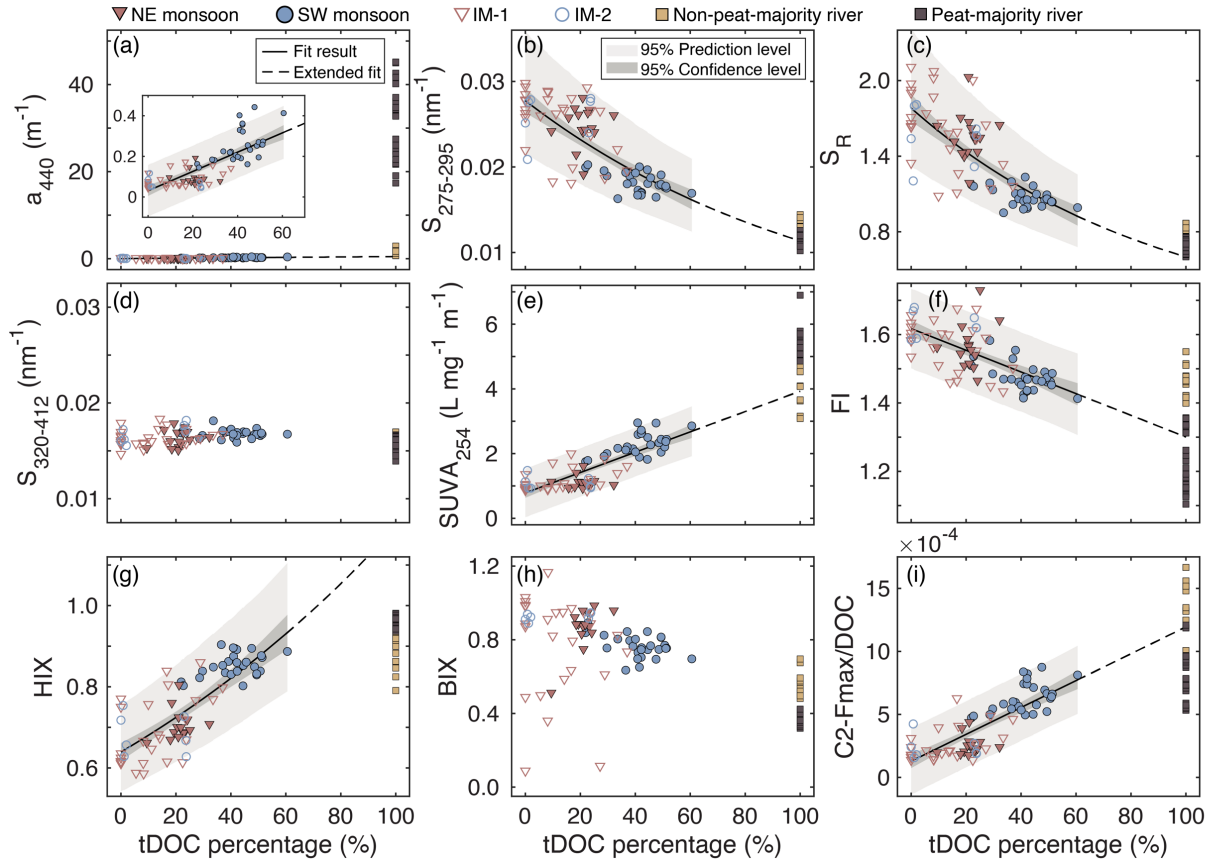 NE monsoon SW monsoon IM-1 IM-2 Non-peat-majority river Peat-majority river
(a)
Fit result
Extended fit
0.4
0.2
0
0 20 40 60
40
30
20
10
0
a440 (m-1)
(b)
95% Prediction level
95% Confidence level
0.03
0.02
0.01
S275-295 (nm-1)
(c)
2.0
1.4
0.8
SR
(d)
0.03
0.02
0.01
S320-412 (nm-1)
(e)
6
4
2
0
SUVA254 (L mg-1 m-1)
(f)
1.6
1.4
1.2
FI
(g)
1.0
0.8
0.6
HIX
0 20 40 60 80 100
tDOC percentage (%)
(h)
1.2
0.8
0.4
0
BIX
0 20 40 60 80 100
tDOC percentage (%)
×10-4
(i)
15
10
5
0
C2-Fmax/DOC
0 20 40 60 80 100
tDOC percentage (%)